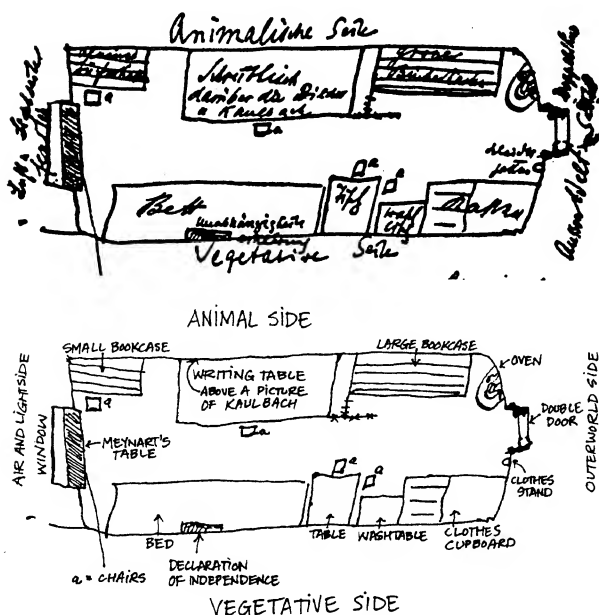 Animalische Seite
a
Schreibtisch
darüber die Bilder
a
a
a
Bett
Unabhängigkeits
erklärung
Vegetative Seite
ANIMAL SIDE
SMALL BOOKCASE
LARGE BOOKCASE
OVEN
WRITING TABLE
ABOVE A PICTURE
OF KAULBACH
a
AIR AND LIGHTSIDE
WINDOW
MEYNART'S
TABLE
a
DOUBLE
DOOR
OUTERWORLD SIDE
CLOTHES
STAND
a
a
BED
TABLE
WASHTABLE
CLOTHES
CUPBOARD
DECLARATION
OF INDEPENDENCE
a = CHAIRS
VEGETATIVE SIDE